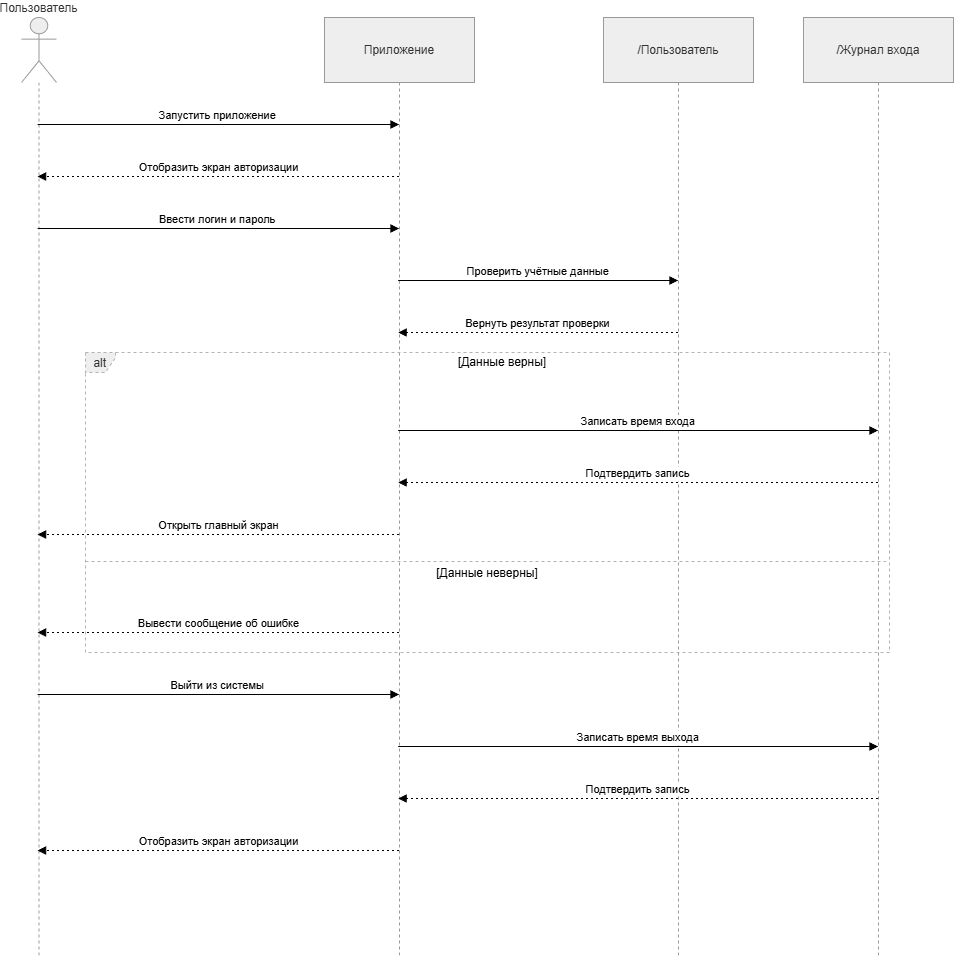 Пользователь
Приложение
/Пользователь
/Журнал входа
Запустить приложение
Отобразить экран авторизации
Ввести логин и пароль
Проверить учётные данные
Вернуть результат проверки
alt
[Данные верны]
Записать время входа
Подтвердить запись
Открыть главный экран
[Данные неверны]
Вывести сообщение об ошибке
Выйти из системы
Записать время выхода
Подтвердить запись
Отобразить экран авторизации